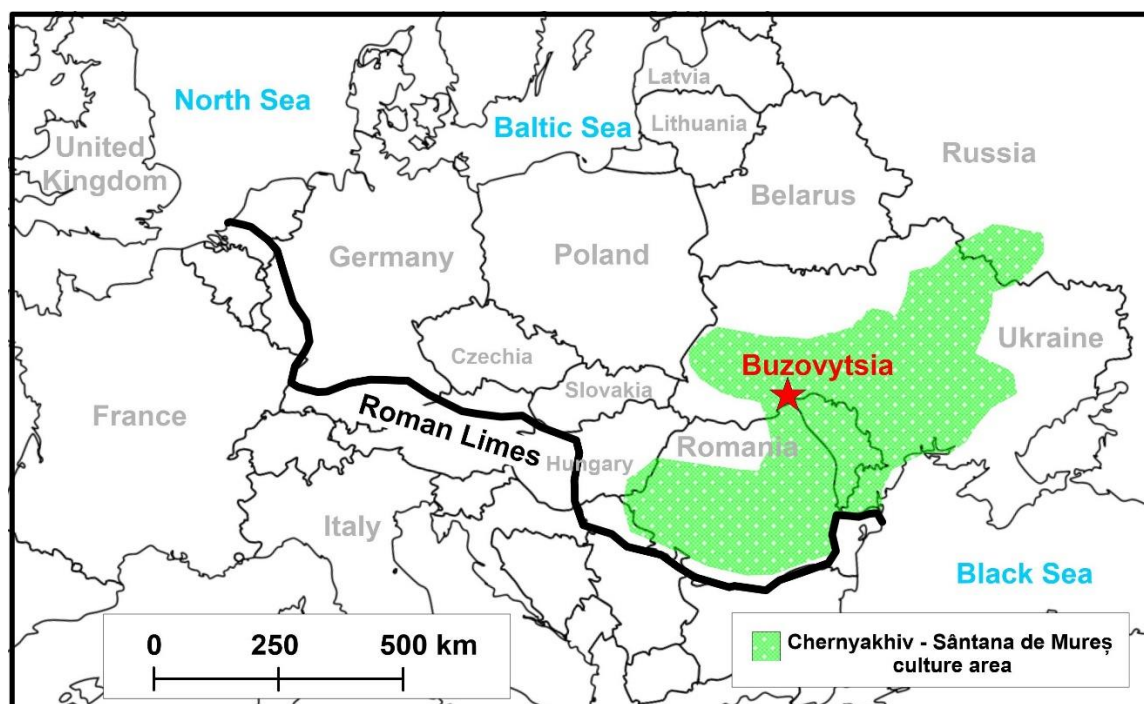 Latvia
North Sea
Baltic Sea
Lithuania
United
Kingdom
Russia
Belarus
Germany
Poland
Ukraine
Czechia
Buzovytsia
Slovakia
France
Roman Limes
Romania
Hungary
Italy
Black Sea
0 250 500 km
Chernyakhiv - Sântana de Mureș
culture area